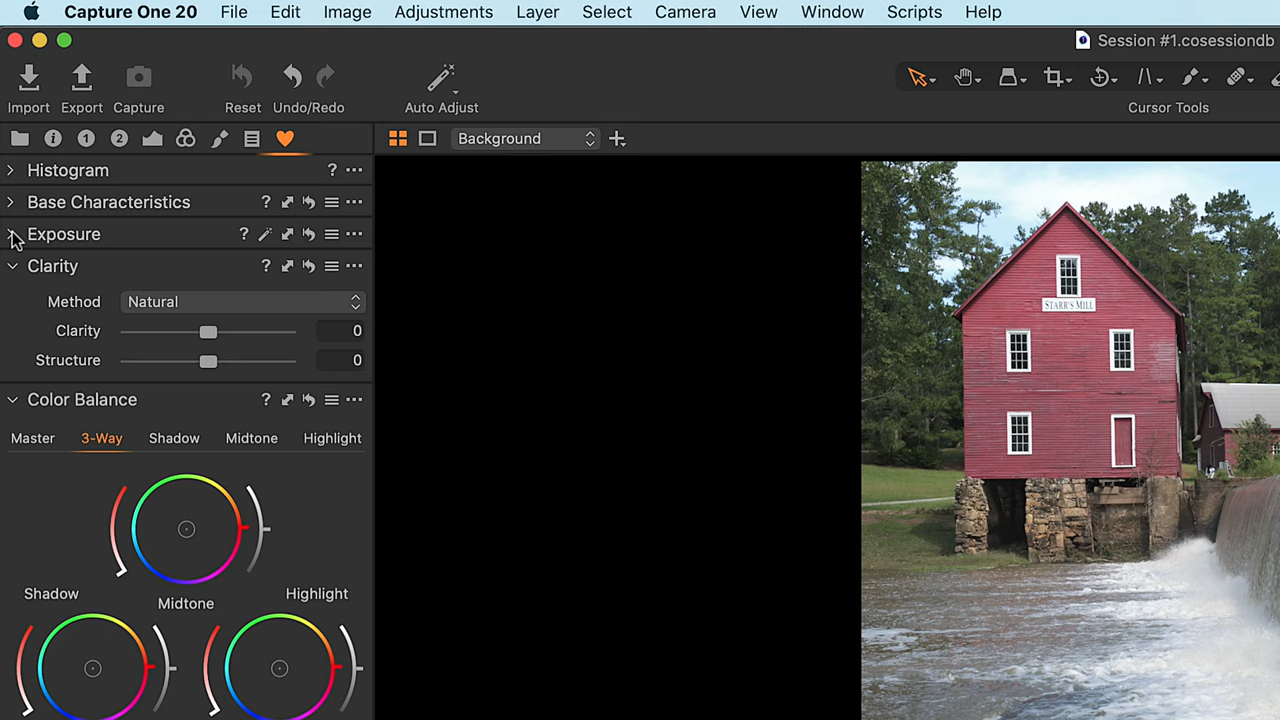 Capture One 20 File Edit Image Adjustments Layer Select Camera View Window Scripts Help
Session #1.cosessiondb
Import Export Capture Reset Undo/Redo Auto Adjust Cursor Tools
Background
Histogram
Base Characteristics
Exposure
Clarity
Method Natural
Clarity 0
Structure 0
Color Balance
Master 3-Way Shadow Midtone Highlight
Shadow Midtone Highlight
STARR'S MILL